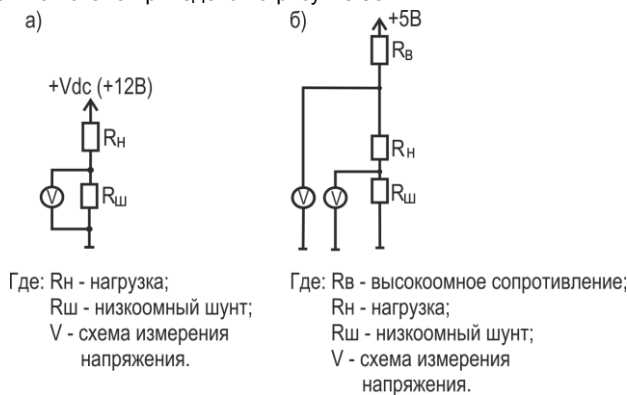 а)
б)
+Vdc (+12В)
Rн
V
Rш
+5В
Rв
Rн
V
V
Rш
Где: Rн - нагрузка;
Rш - низкоомный шунт;
V - схема измерения
напряжения.
Где: Rв - высокоомное сопротивление;
Rн - нагрузка;
Rш - низкоомный шунт;
V - схема измерения
напряжения.